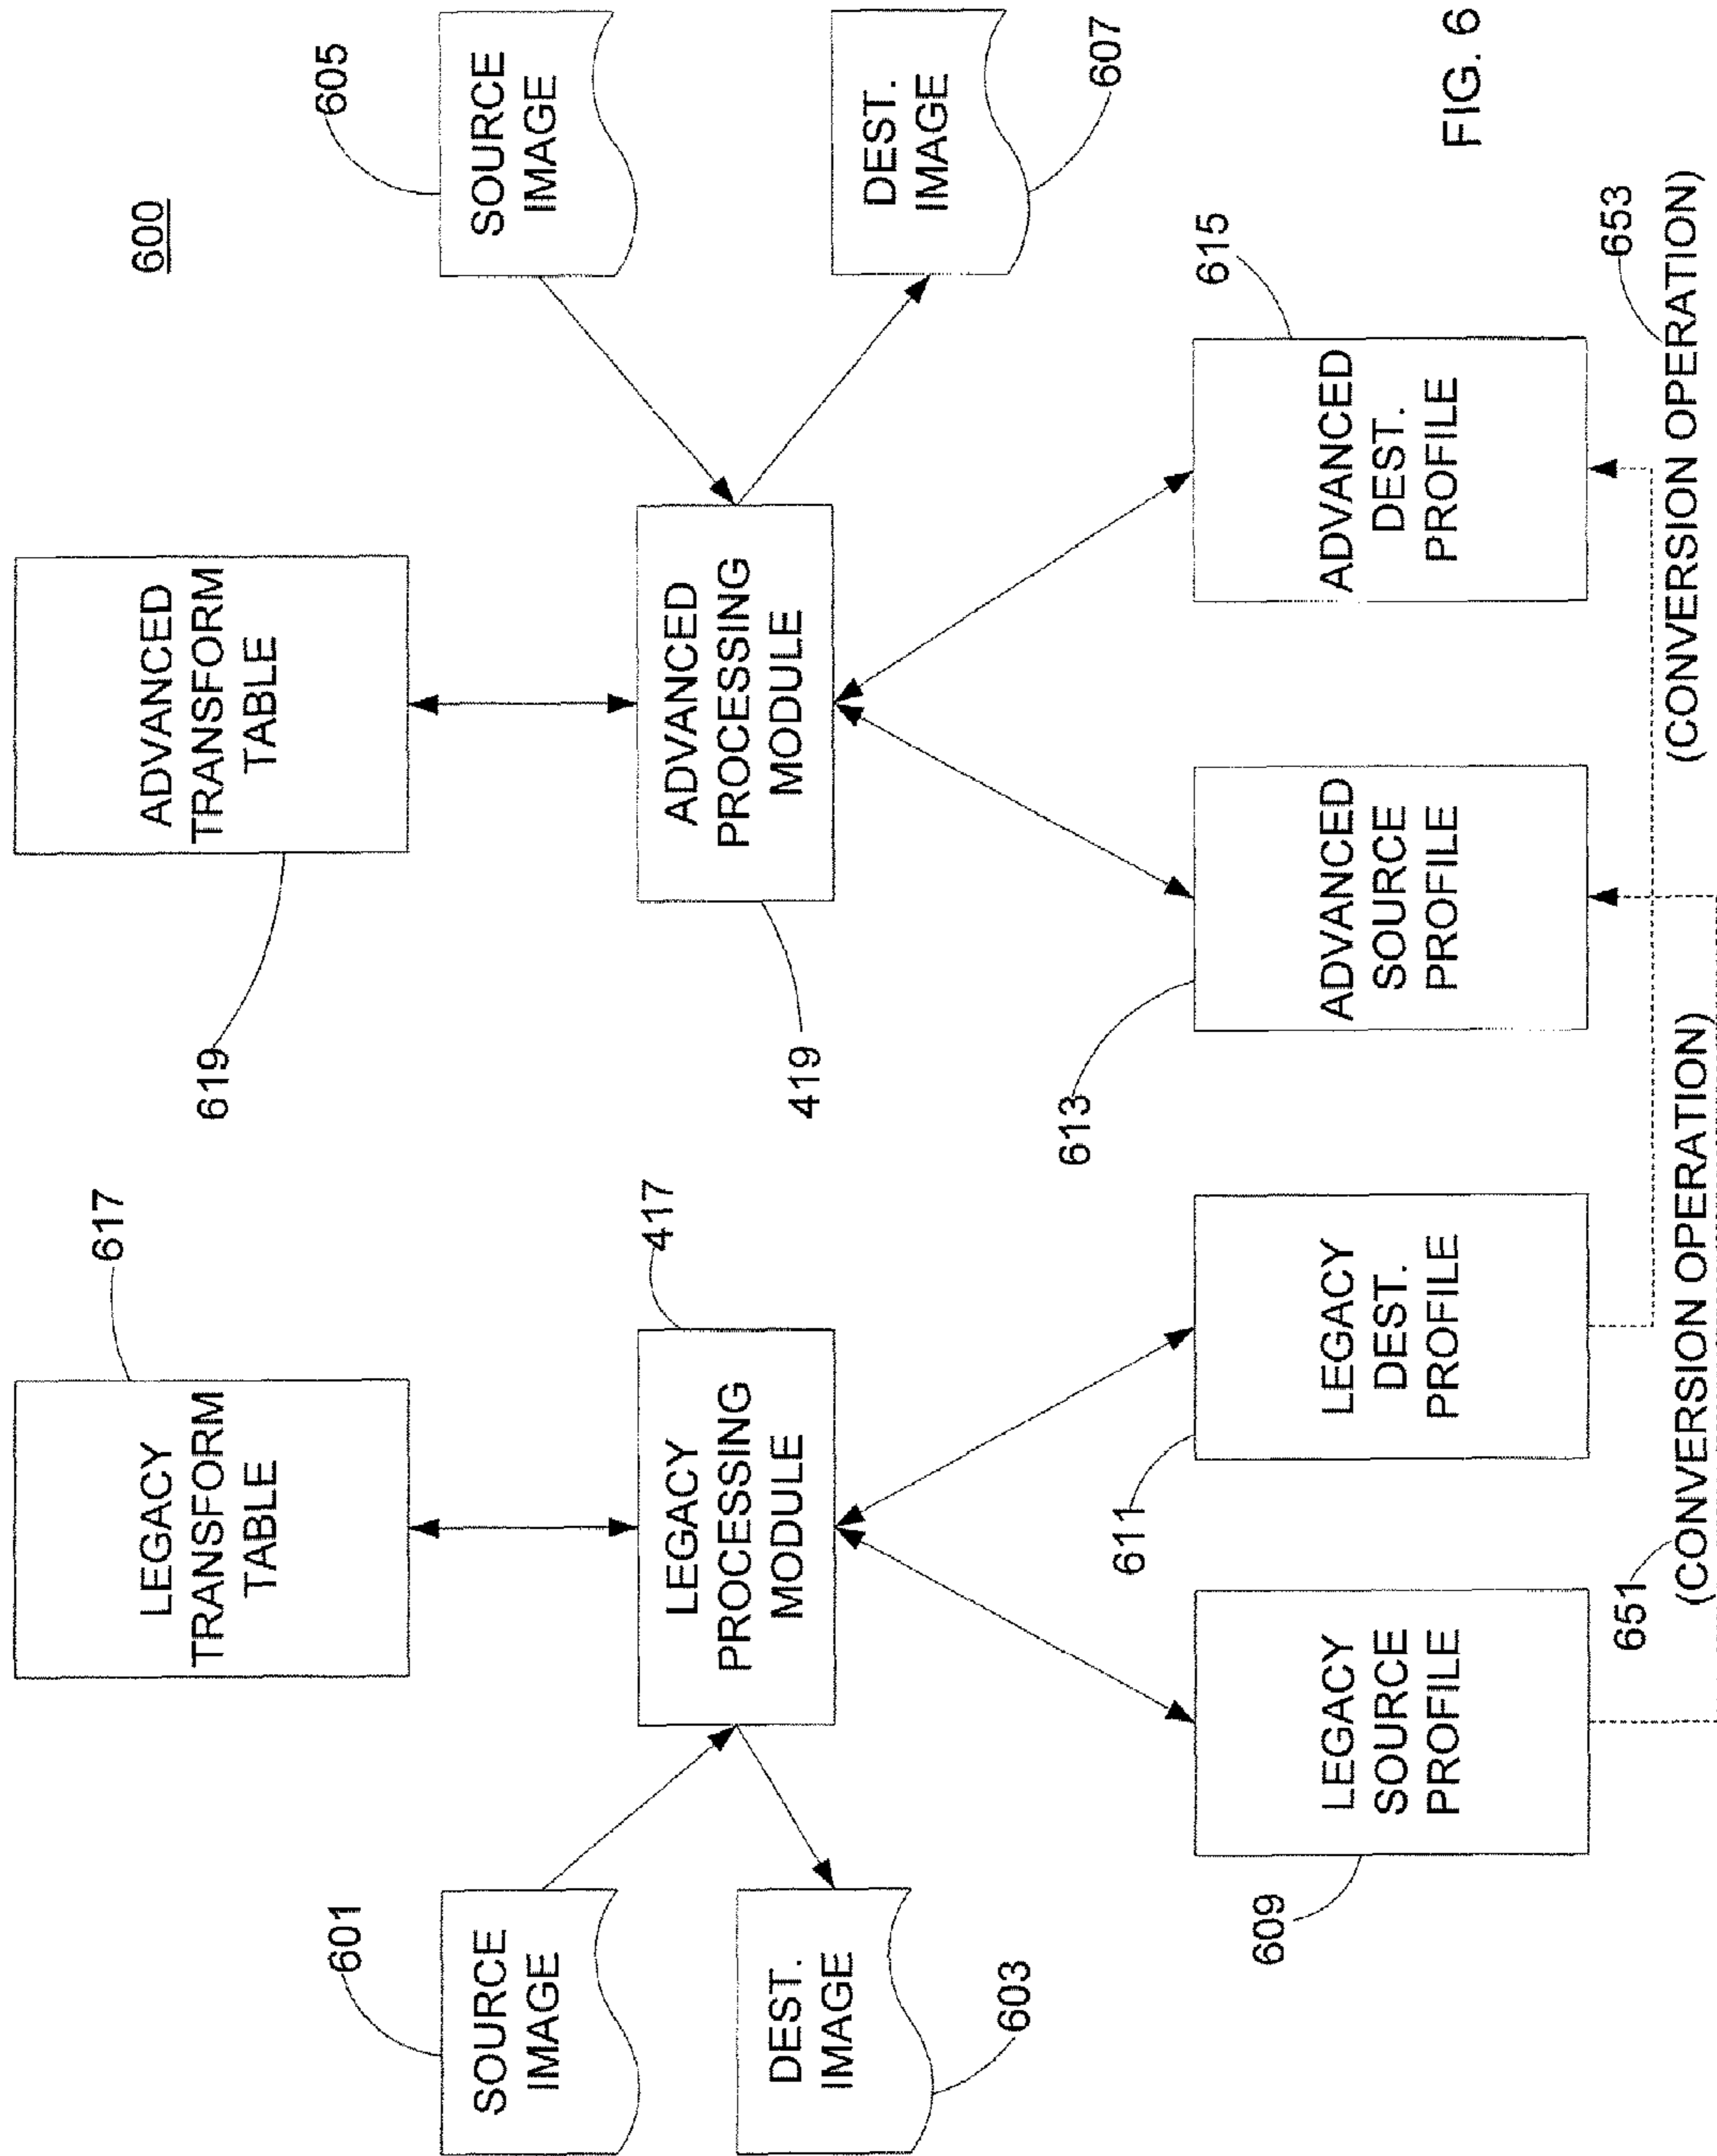 600
LEGACY
TRANSFORM
TABLE
617
ADVANCED
TRANSFORM
TABLE
619
601
SOURCE
IMAGE
DEST.
IMAGE
603
LEGACY
PROCESSING
MODULE
417
ADVANCED
PROCESSING
MODULE
419
605
SOURCE
IMAGE
DEST.
IMAGE
607
LEGACY
SOURCE
PROFILE
609
LEGACY
DEST.
PROFILE
611
ADVANCED
SOURCE
PROFILE
613
ADVANCED
DEST.
PROFILE
615
651
(CONVERSION OPERATION)
653
(CONVERSION OPERATION)
FIG. 6